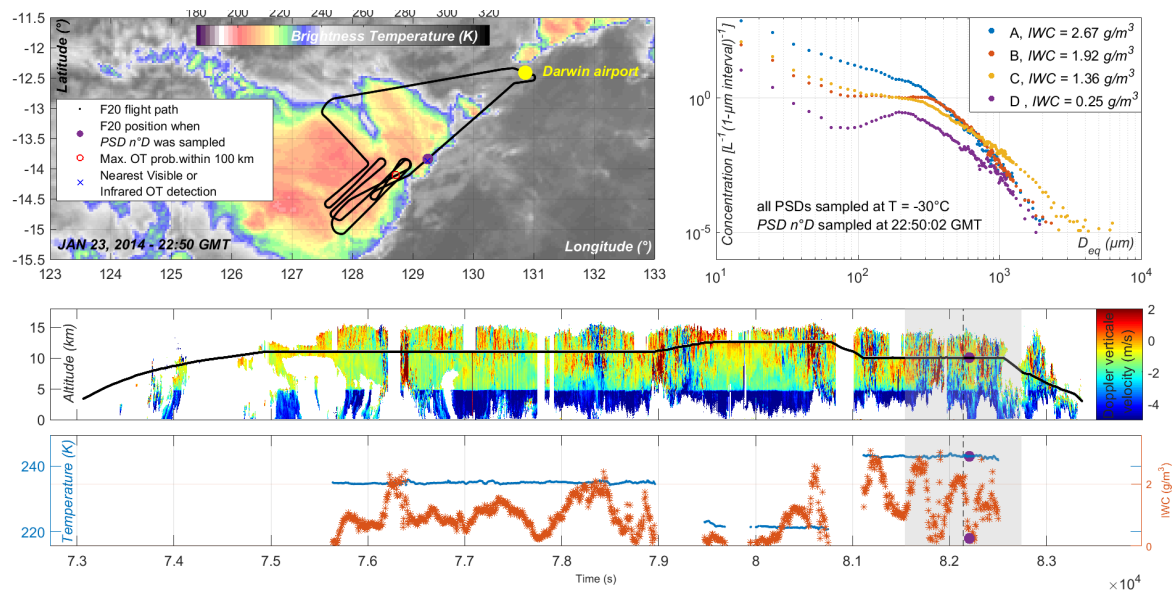 180 200 220 240 260 280 300 320
Brightness Temperature (K)
Latitude (°)
-11.5
-12
-12.5
-13
-13.5
-14
-14.5
-15
-15.5
Darwin airport
F20 flight path
F20 position when
PSD n°D was sampled
Max. OT prob.within 100 km
Nearest Visible or
Infrared OT detection
JAN 23, 2014 - 22:50 GMT
Longitude (°)
123 124 125 126 127 128 129 130 131 132 133
Concentration [L⁻¹ (1-μm interval)⁻¹]
10⁰
10⁻⁵
A, IWC = 2.67 g/m³
B, IWC = 1.92 g/m³
C, IWC = 1.36 g/m³
D , IWC = 0.25 g/m³
all PSDs sampled at T = -30°C
PSD n°D sampled at 22:50:02 GMT
D_eq (μm)
10¹ 10² 10³ 10⁴
Altitude (km)
15
10
5
0
Doppler verticale
velocity (m/s)
2
0
-2
-4
Temperature (K)
240
220
IWC (g/m³)
2
0
7.3 7.4 7.5 7.6 7.7 7.8 7.9 8.0 8.1 8.2 8.3
Time (s)
×10⁴